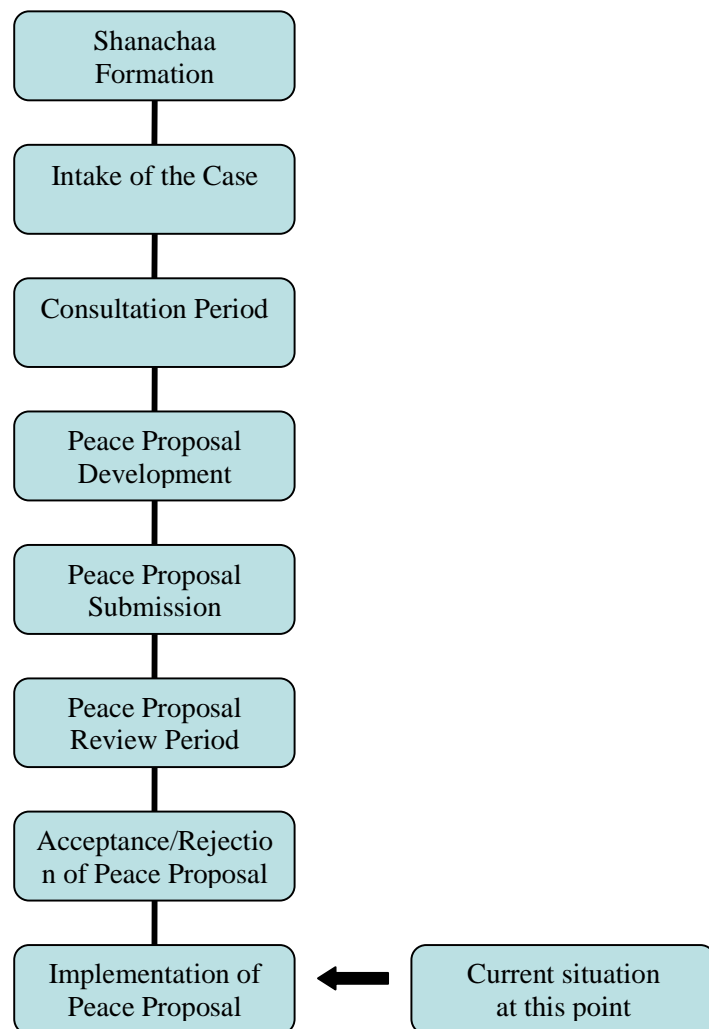 Shanachaa
Formation
Intake of the Case
Consultation Period
Peace Proposal
Development
Peace Proposal
Submission
Peace Proposal
Review Period
Acceptance/Rejectio
n of Peace Proposal
Implementation of
Peace Proposal
Current situation
at this point